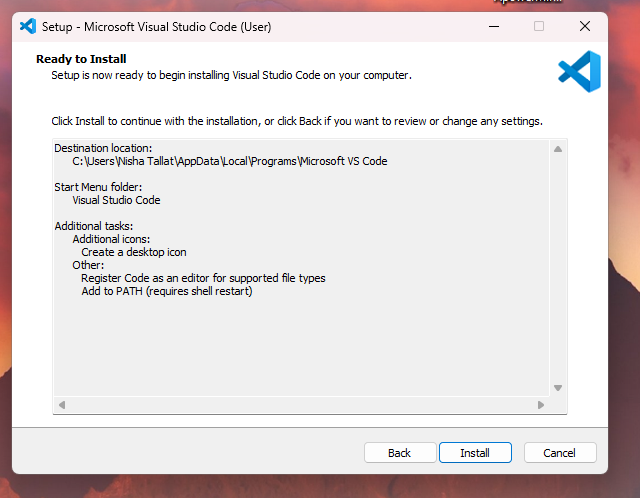 Setup - Microsoft Visual Studio Code (User)
Ready to Install
Setup is now ready to begin installing Visual Studio Code on your computer.
Click Install to continue with the installation, or click Back if you want to review or change any settings.
Destination location:
C:\Users\Nisha Tallat\AppData\Local\Programs\Microsoft VS Code
Start Menu folder:
Visual Studio Code
Additional tasks:
Additional icons:
Create a desktop icon
Other:
Register Code as an editor for supported file types
Add to PATH (requires shell restart)
Back
Install
Cancel